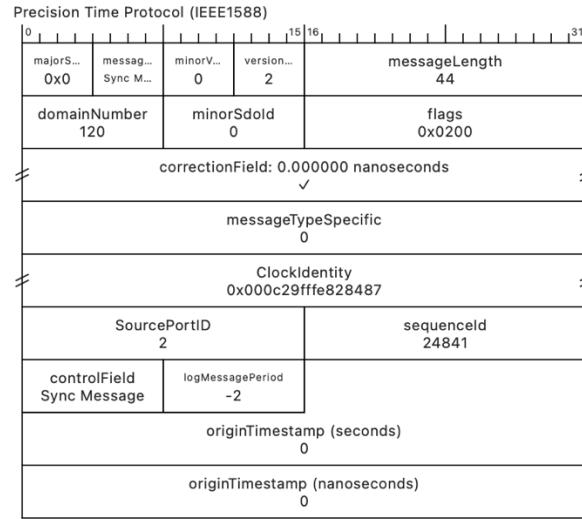 Precision Time Protocol (IEEE1588)
0 15 16 31
majorS... messag... minorV... version... messageLength
0x0 Sync M... 0 2 44
domainNumber minorSdoId flags
120 0 0x0200
correctionField: 0.000000 nanoseconds
✓
messageTypeSpecific
0
ClockIdentity
0x000c29fffe828487
SourcePortID sequenceId
2 24841
controlField logMessagePeriod
Sync Message -2
originTimestamp (seconds)
0
originTimestamp (nanoseconds)
0